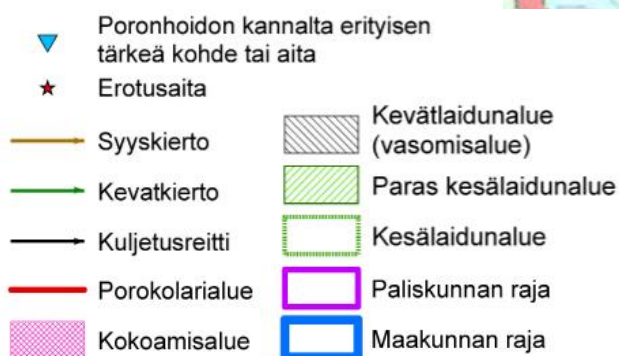 Poronhoidon kannalta erityisen
tärkeä kohde tai aita
Erotusaita
Syyskierto
Kevatkierto
Kuljetusreitti
Porokolarialue
Kokoamisalue
Kevätlaidunalue
(vasomisalue)
Paras kesälaidunalue
Kesälaidunalue
Paliskunnan raja
Maakunnan raja